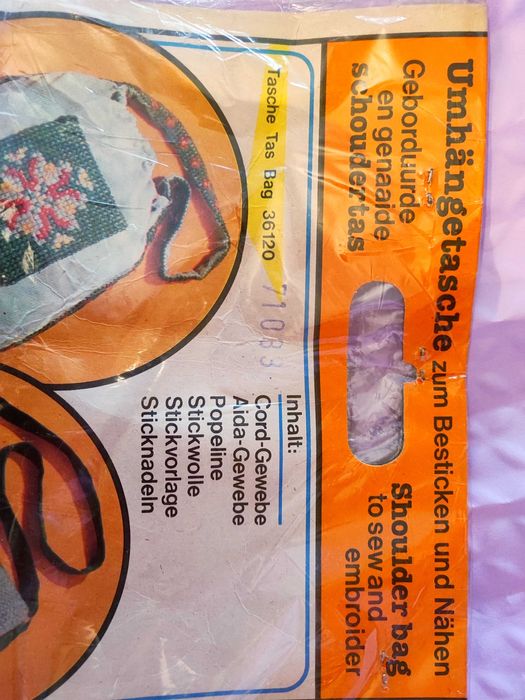 Umhängetasche zum Besticken und Nähen
Geborduurde
en genaaide
schoudertas
Shoulder bag
to sew and
embroider
Tasche Tas Bag 36120 71083
Inhalt:
Cord-Gewebe
Aida-Gewebe
Popeline
Stickwolle
Stickvorlage
Sticknadeln